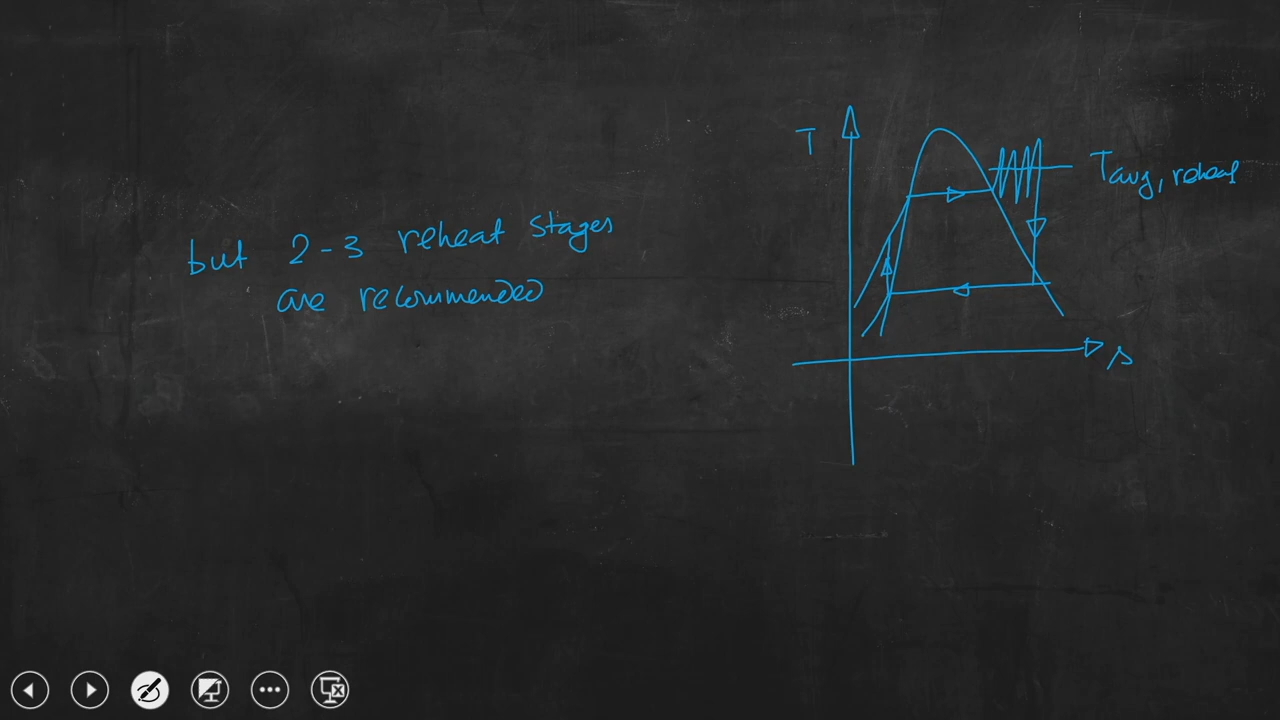 but 2-3 reheat stages
are recommended
T
Tavg, reheat
s